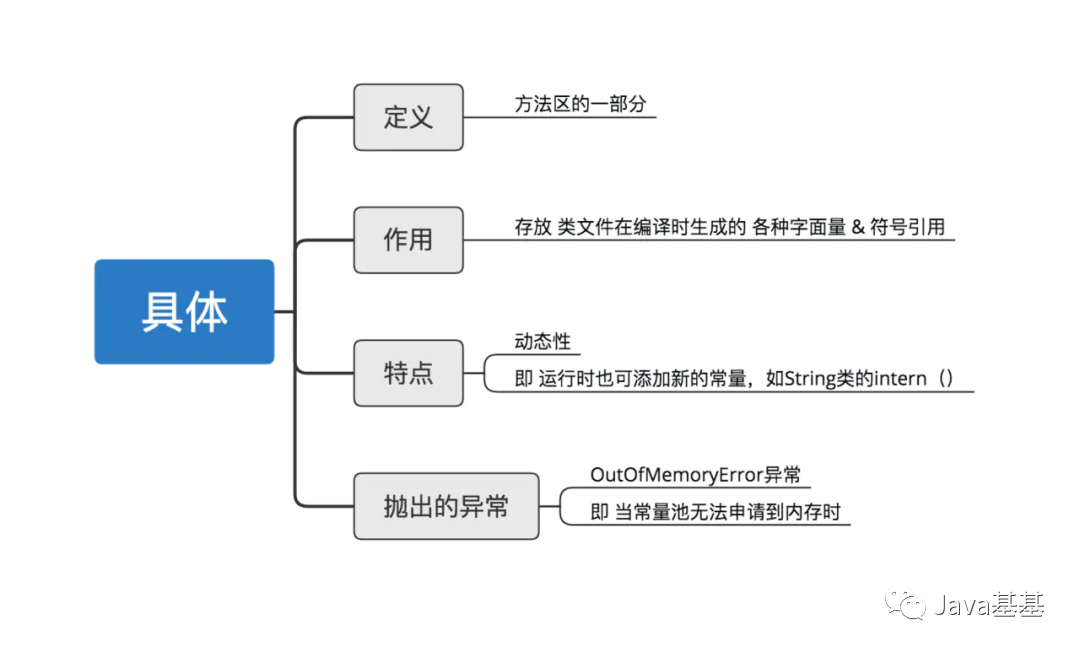 定义
方法区的一部分
作用
存放 类文件在编译时生成的 各种字面量 & 符号引用
具体
特点
动态性
即 运行时也可添加新的常量，如String类的intern（）
抛出的异常
OutOfMemoryError异常
即 当常量池无法申请到内存时
Java基基